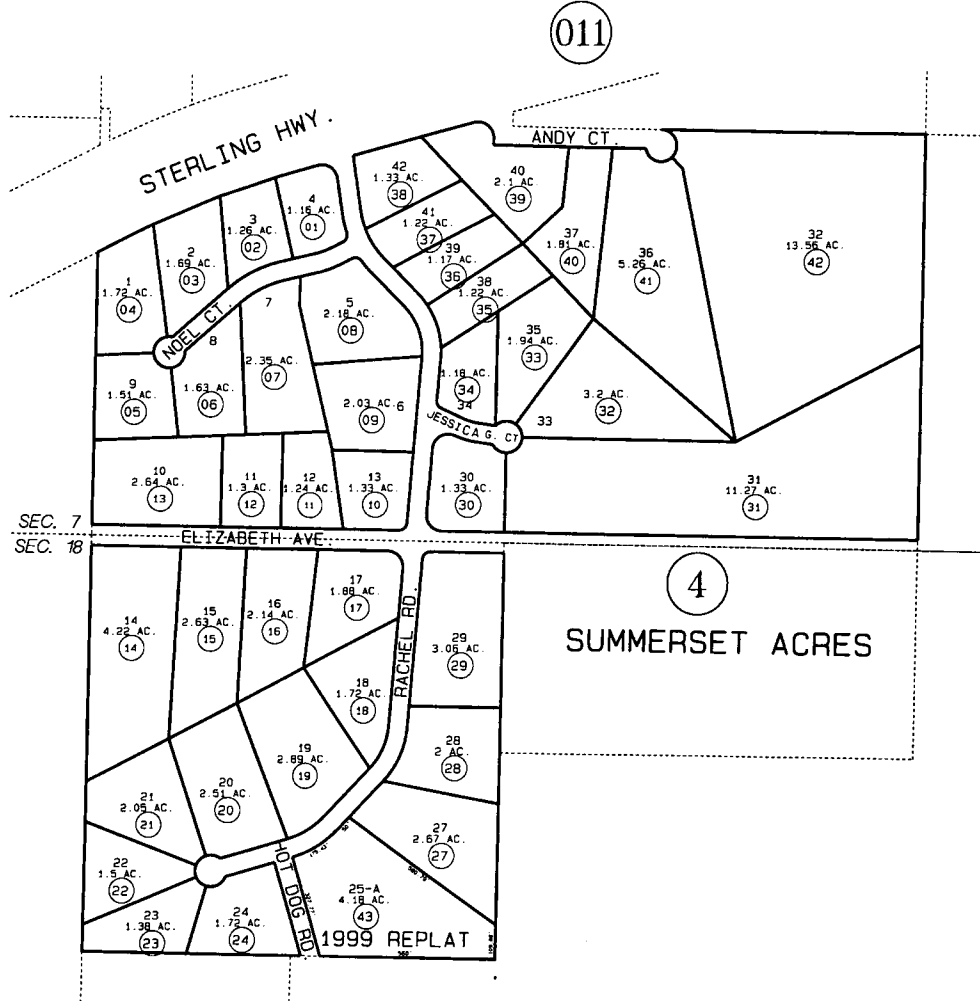 011
STERLING HWY.
ANDY CT.
42
1.33 AC.
38
40
2.1 AC.
39
4
1.16 AC.
01
3
1.26 AC.
02
2
1.69 AC.
03
1
1.72 AC.
04
41
1.22 AC.
37
39
1.17 AC.
36
38
1.22 AC.
35
37
1.81 AC.
40
36
5.26 AC.
41
32
13.56 AC.
42
NOEL CT.
7
2.35 AC.
07
5
2.18 AC.
08
8
1.63 AC.
06
9
1.51 AC.
05
35
1.94 AC.
33
1.18 AC.
34
34
3.2 AC.
32
33
2.03 AC. 6
09
JESSICA G. CT
10
2.64 AC.
13
11
1.3 AC.
12
12
1.24 AC.
11
13
1.33 AC.
10
30
1.33 AC.
30
31
11.27 AC.
31
SEC. 7
SEC. 18
ELIZABETH AVE.
4
SUMMERSET ACRES
14
4.22 AC.
14
15
2.63 AC.
15
16
2.14 AC.
16
17
1.88 AC.
17
RACHEL RD.
29
3.06 AC.
29
18
1.72 AC.
18
19
2.89 AC.
19
28
2 AC.
28
20
2.51 AC.
20
21
2.05 AC.
21
27
2.67 AC.
27
22
1.5 AC.
22
HOT DOG RD
25-A
4.18 AC.
43
23
1.38 AC.
23
24
1.72 AC.
24
1999 REPLAT
560